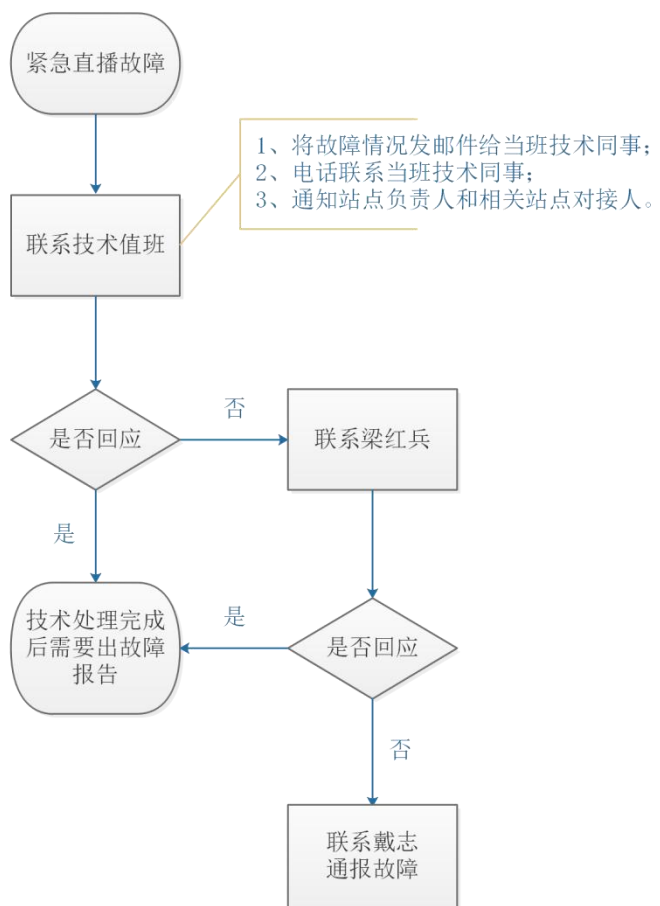 紧急直播故障
1、将故障情况发邮件给当班技术同事;
2、电话联系当班技术同事;
3、通知站点负责人和相关站点对接人。
联系技术值班
否
是否回应
联系梁红兵
是
技术处理完成
后需要出故障
报告
是
是否回应
否
联系戴志
通报故障